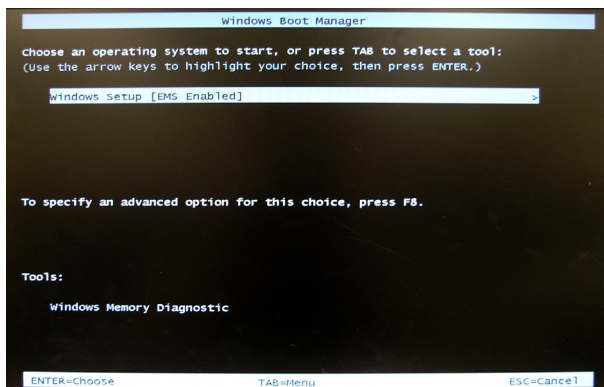 Windows Boot Manager
Choose an operating system to start, or press TAB to select a tool:
(Use the arrow keys to highlight your choice, then press ENTER.)
Windows Setup [EMS Enabled] >
To specify an advanced option for this choice, press F8.
Tools:
Windows Memory Diagnostic
ENTER=Choose TAB=Menu ESC=Cancel